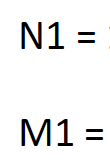 N1 =
M1 =